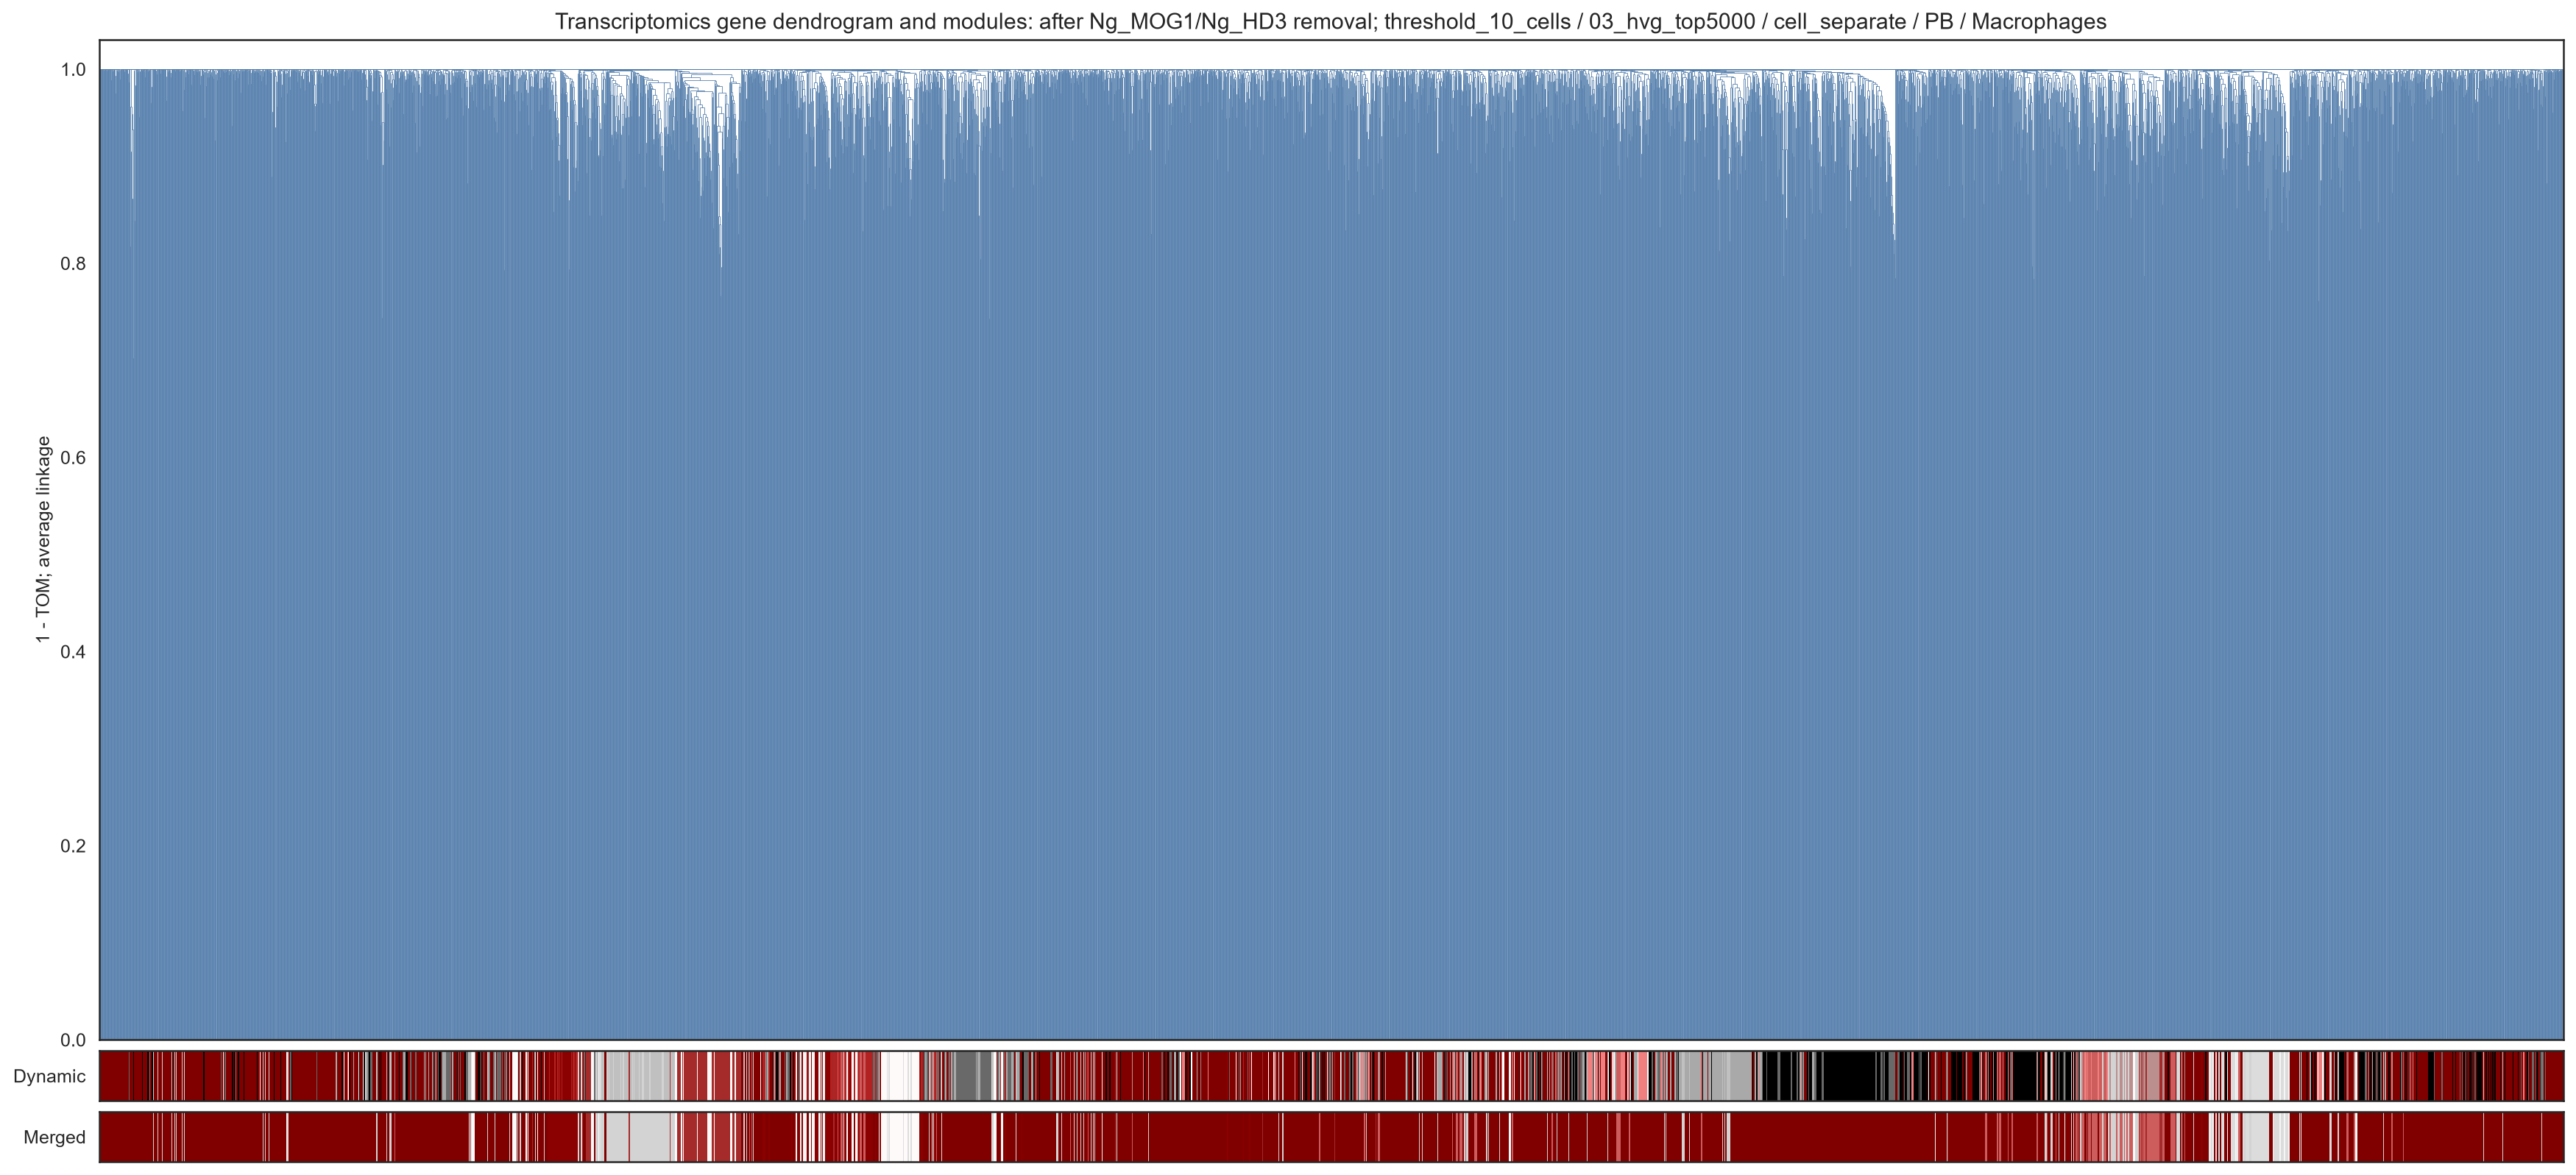 Transcriptomics gene dendrogram and modules: after Ng_MOG1/Ng_HD3 removal; threshold_10_cells / 03_hvg_top5000 / cell_separate / PB / Macrophages
1.0
0.8
0.6
0.4
0.2
0.0
1 - TOM; average linkage
Dynamic
Merged